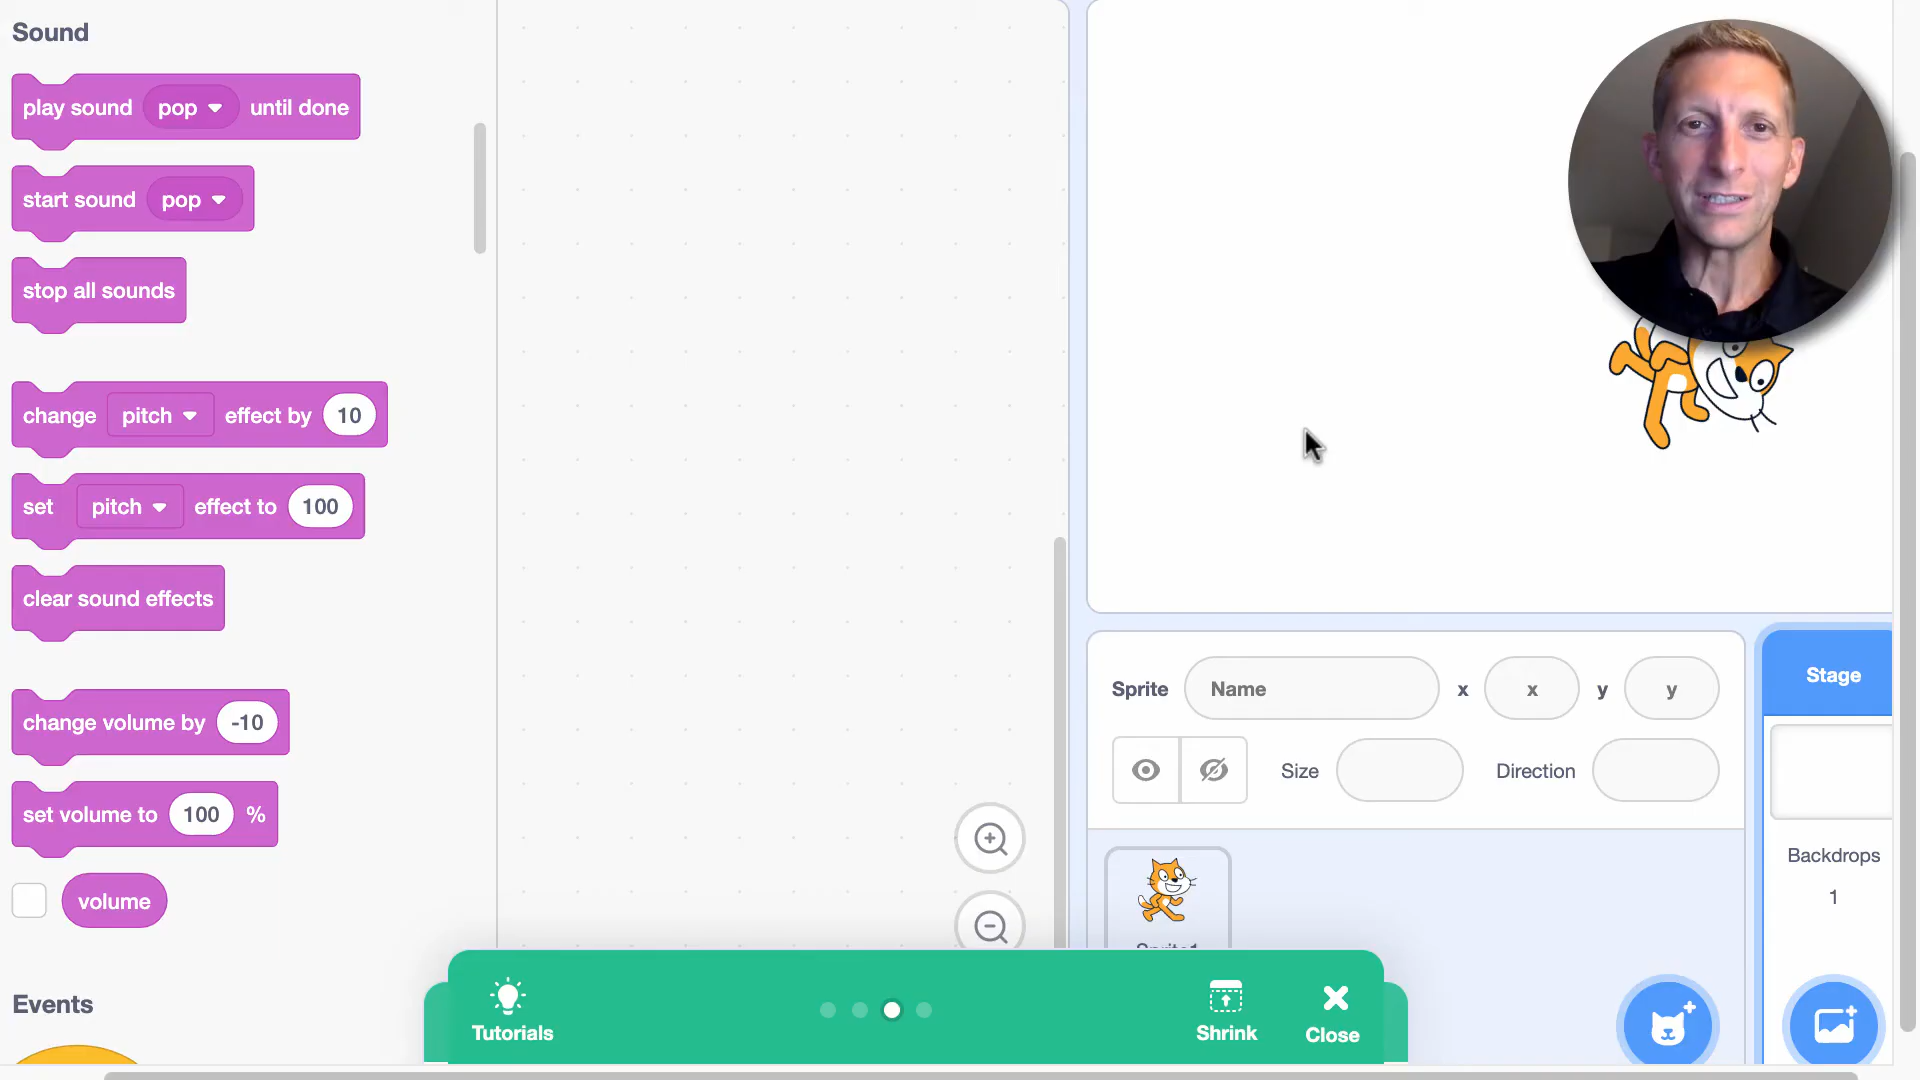 Sound
play sound pop until done
start sound pop
stop all sounds
change pitch effect by 10
set pitch effect to 100
clear sound effects
change volume by -10
set volume to 100 %
volume
Events
Sprite Name x x y y
Size Direction
Sprite1
Stage
Backdrops
1
Tutorials
Shrink
Close